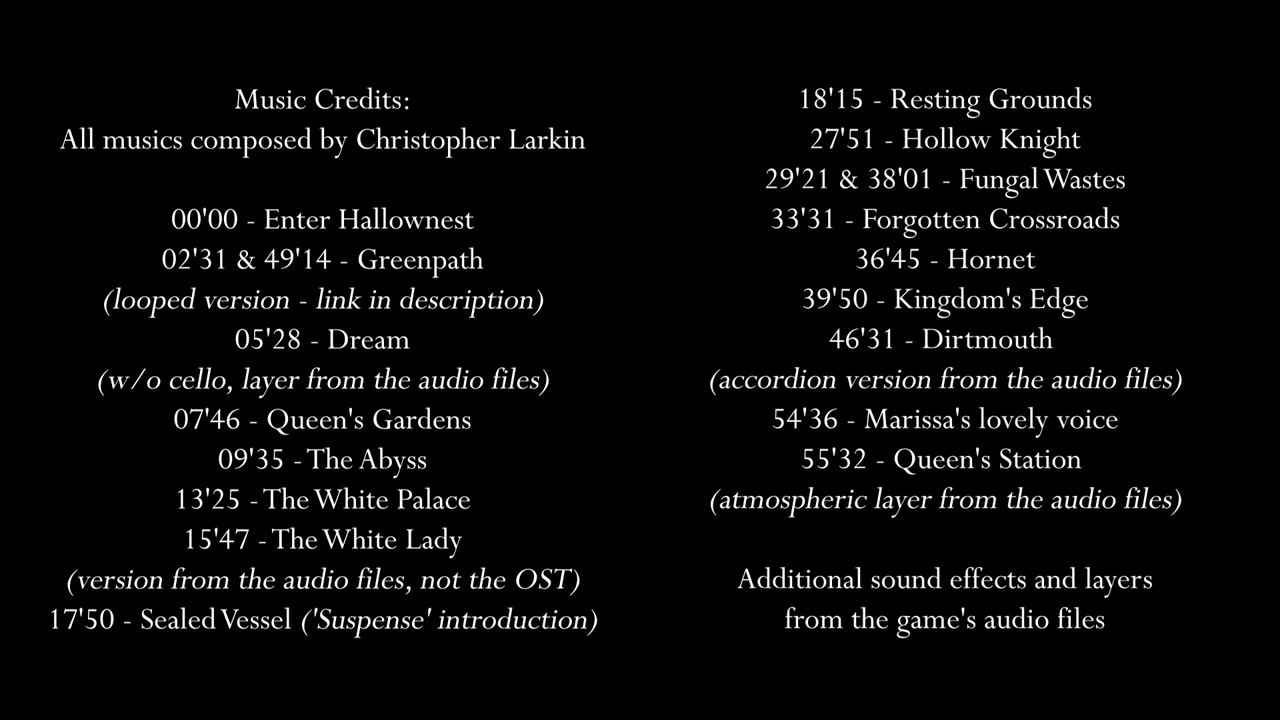 Music Credits:
All musics composed by Christopher Larkin
00'00 - Enter Hallownest
02'31 & 49'14 - Greenpath
(looped version - link in description)
05'28 - Dream
(w/o cello, layer from the audio files)
07'46 - Queen's Gardens
09'35 - The Abyss
13'25 - The White Palace
15'47 - The White Lady
(version from the audio files, not the OST)
17'50 - Sealed Vessel ('Suspense' introduction)
18'15 - Resting Grounds
27'51 - Hollow Knight
29'21 & 38'01 - Fungal Wastes
33'31 - Forgotten Crossroads
36'45 - Hornet
39'50 - Kingdom's Edge
46'31 - Dirtmouth
(accordion version from the audio files)
54'36 - Marissa's lovely voice
55'32 - Queen's Station
(atmospheric layer from the audio files)
Additional sound effects and layers
from the game's audio files